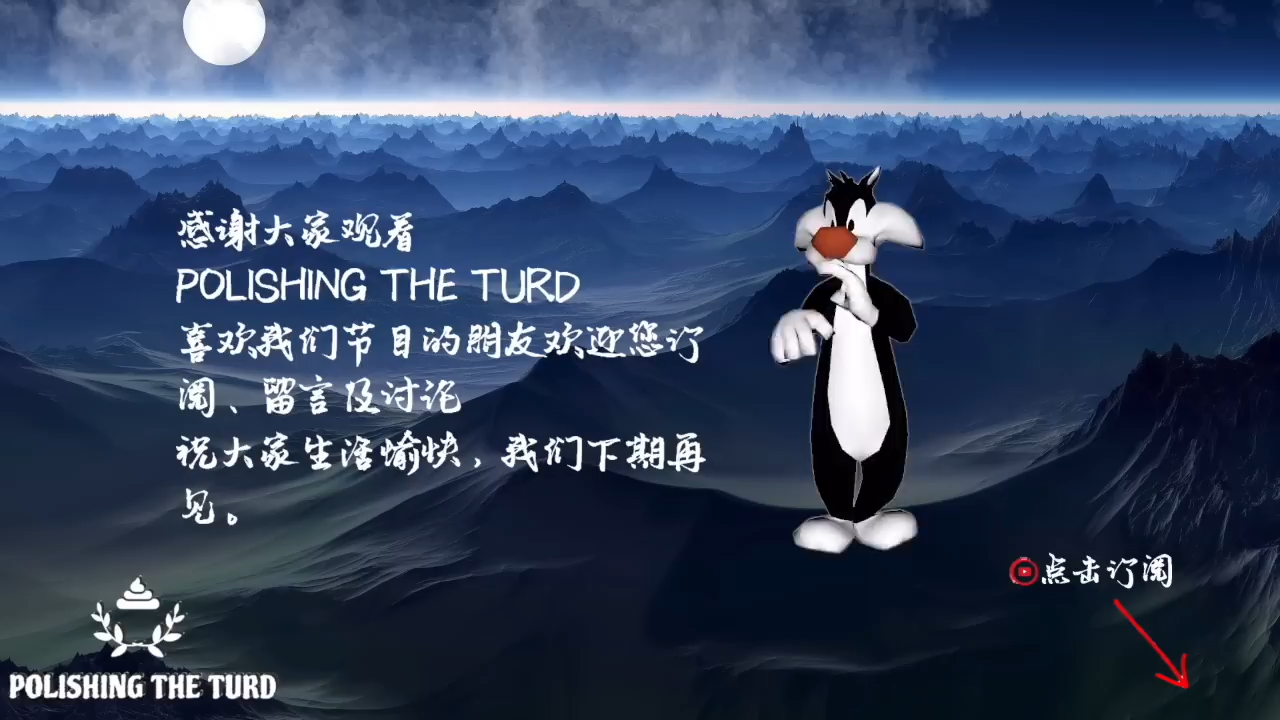 感谢大家观看
POLISHING THE TURD
喜欢我们节目的朋友欢迎您订
阅、留言及讨论
祝大家生活愉快，我们下期再
见。
点击订阅
POLISHING THE TURD